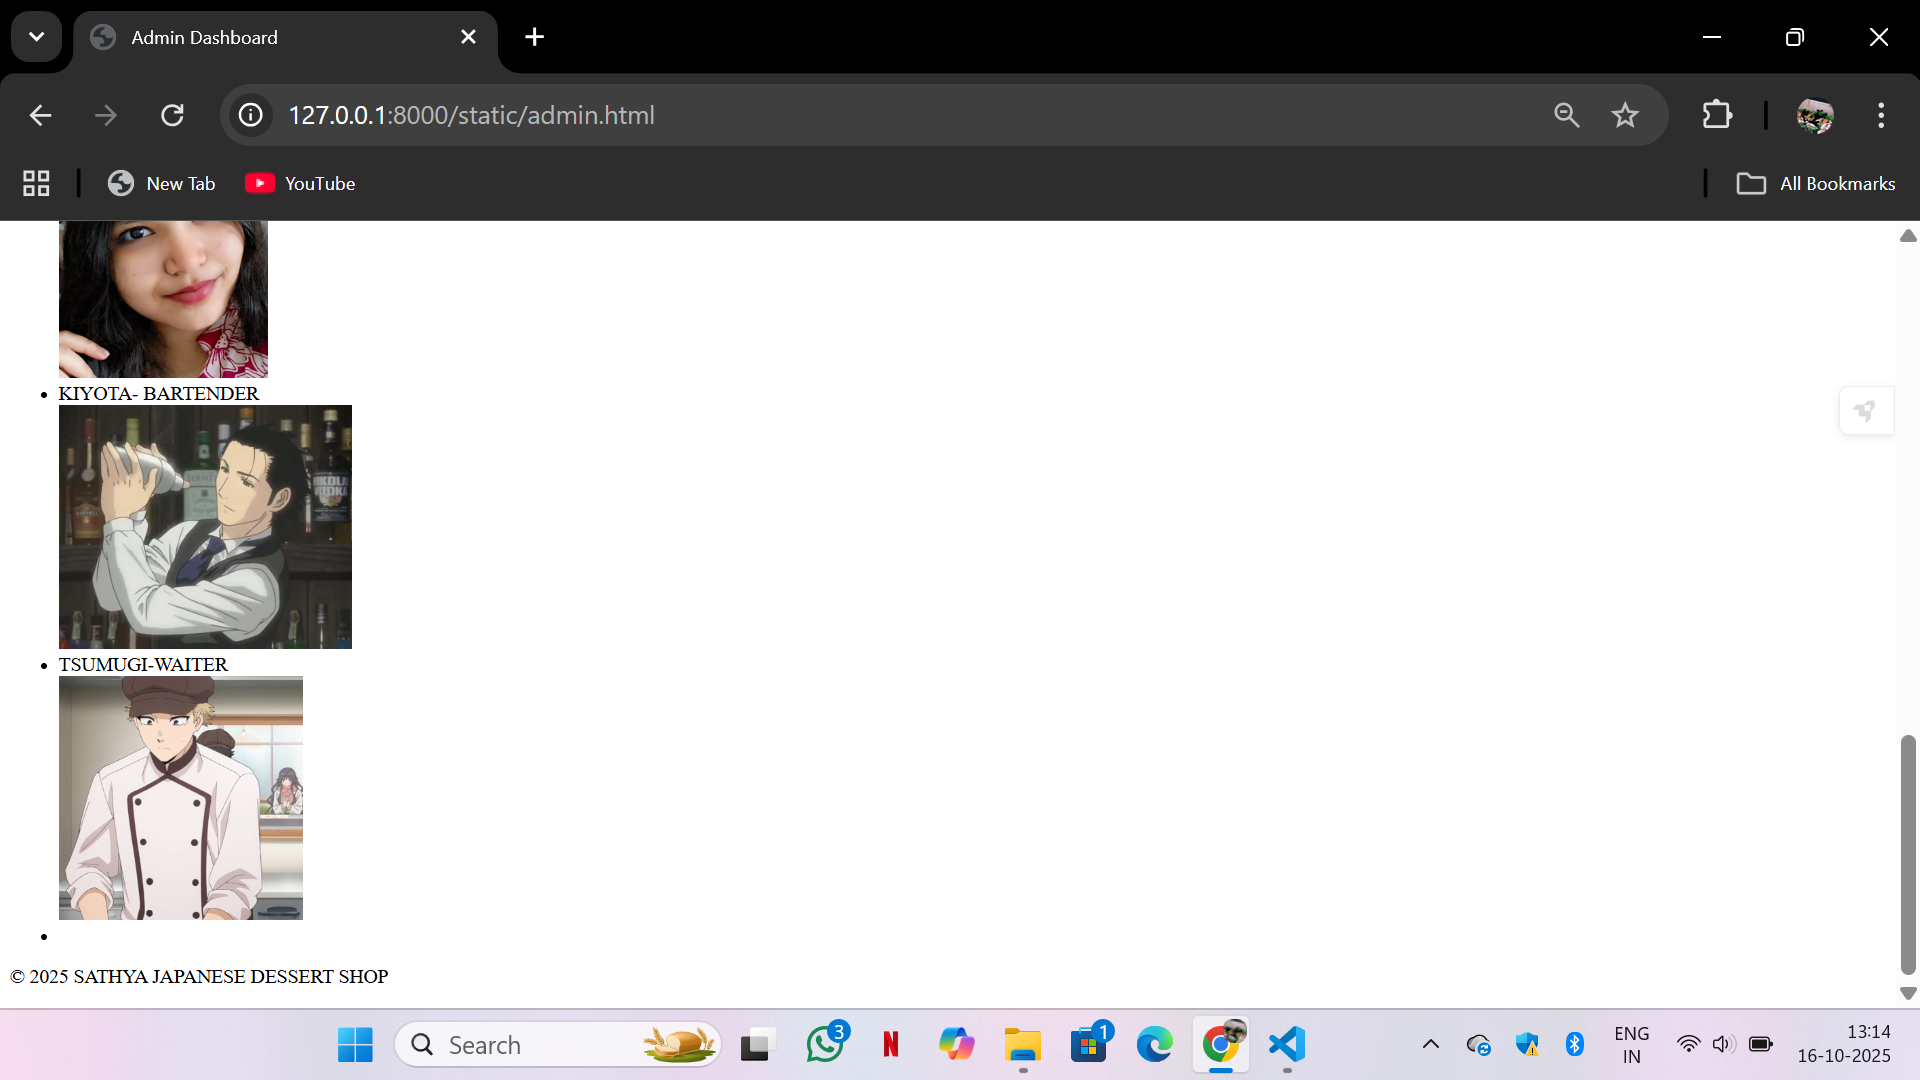 Admin Dashboard
127.0.0.1:8000/static/admin.html
New Tab
YouTube
All Bookmarks
KIYOTA- BARTENDER
NIKOLA
VODKA
TSUMUGI-WAITER
© 2025 SATHYA JAPANESE DESSERT SHOP
Search
3
N
1
ENG
IN
13:14
16-10-2025